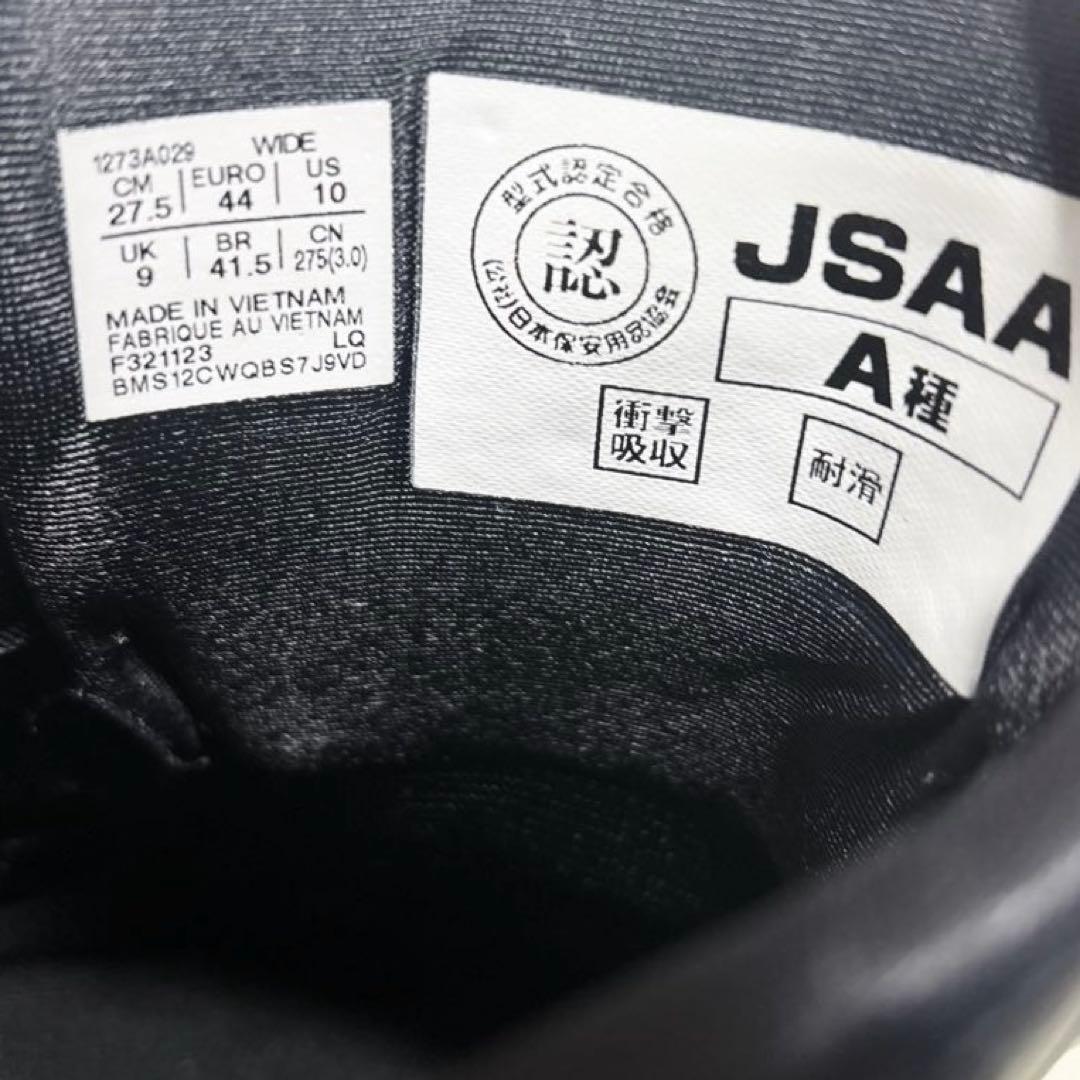 1273A029 WIDE
CM EURO US
27.5 44 10
UK BR CN
9 41.5 275(3.0)
MADE IN VIETNAM
FABRIQUE AU VIETNAM
F321123 LQ
BMS12CWQBS7J9VD
型式認定合格
認
(公社)日本保安用品協会
JSAA
A種
衝撃
吸収
耐滑